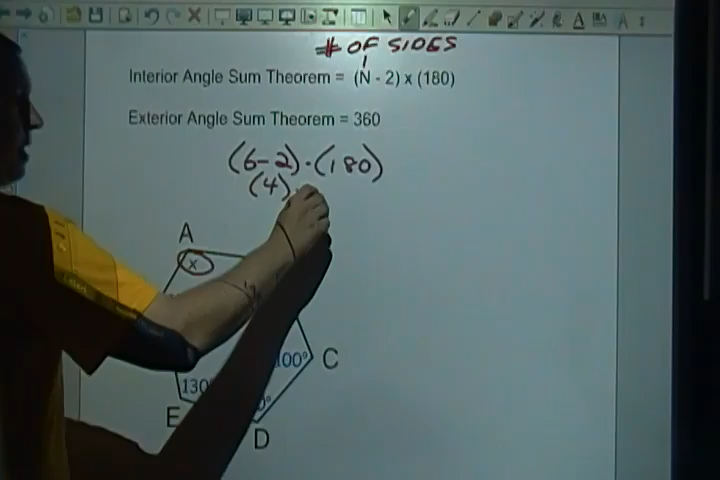 # OF SIDES
Interior Angle Sum Theorem = (N - 2) x (180)
Exterior Angle Sum Theorem = 360
(6-2)·(180)
(4)
A
x
100°
C
130
E
D